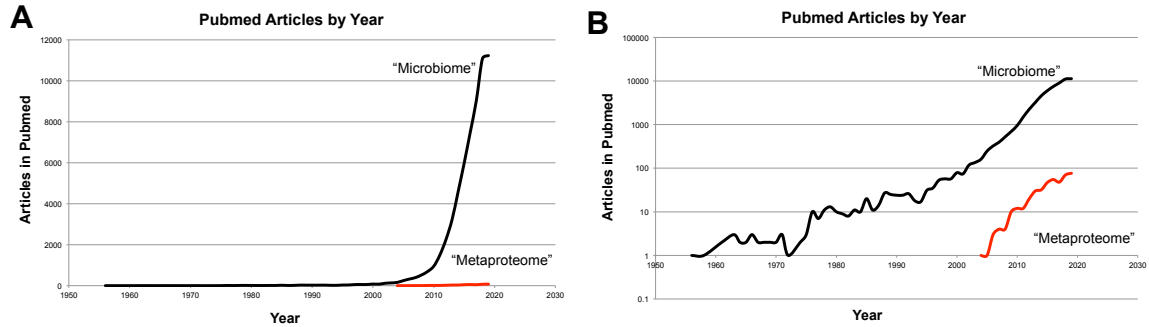 A
Pubmed Articles by Year
12000
10000
8000
6000
4000
2000
0
1950
1960
1970
1980
1990
2000
2010
2020
2030
Articles in Pubmed
Year
“Microbiome”
“Metaproteome”
B
Pubmed Articles by Year
100000
10000
1000
100
10
1
0.1
1950
1960
1970
1980
1990
2000
2010
2020
2030
Articles in Pubmed
Year
“Microbiome”
“Metaproteome”